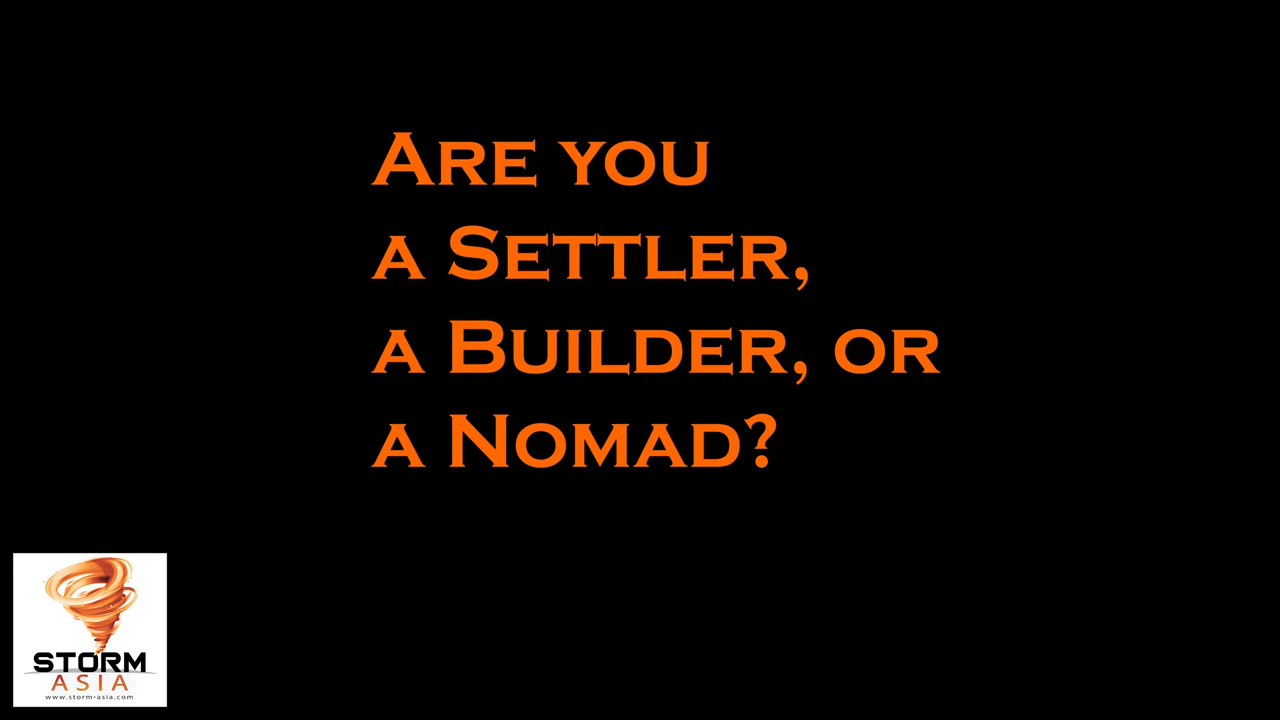 Are you
a Settler,
a Builder, or
a Nomad?
STORM
ASIA
www.storm-asia.com